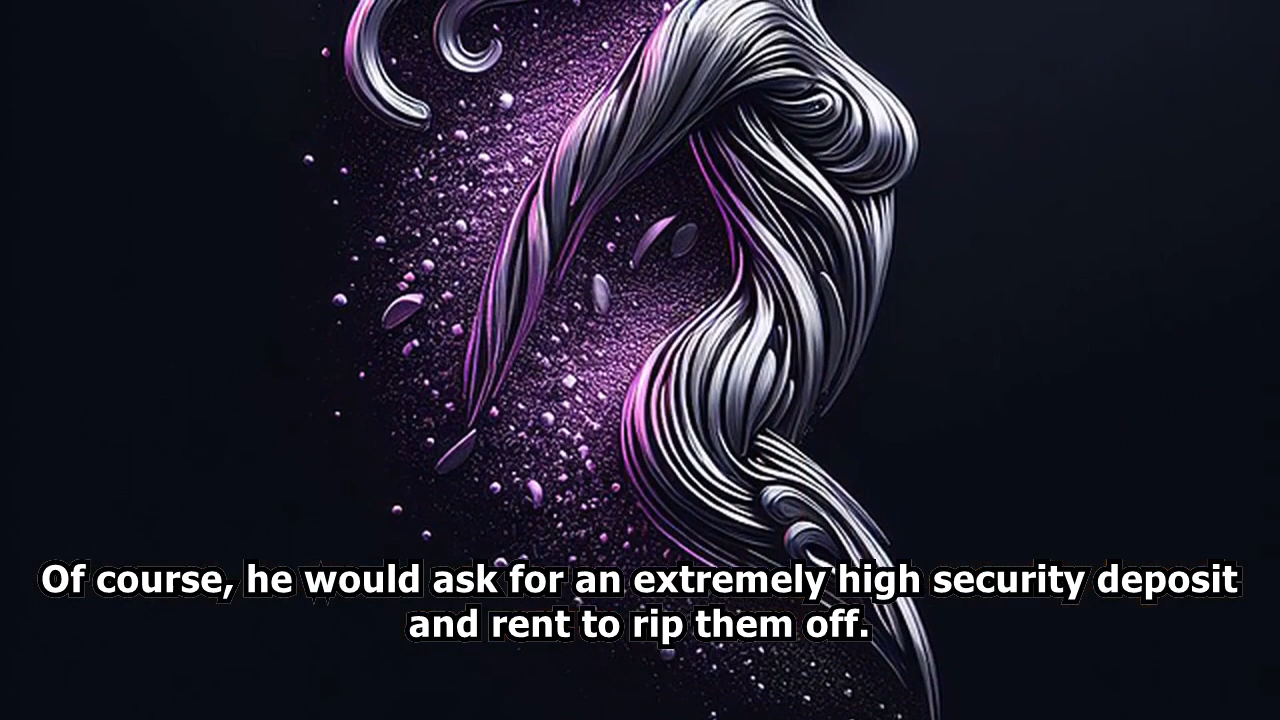 Of course, he would ask for an extremely high security deposit
and rent to rip them off.